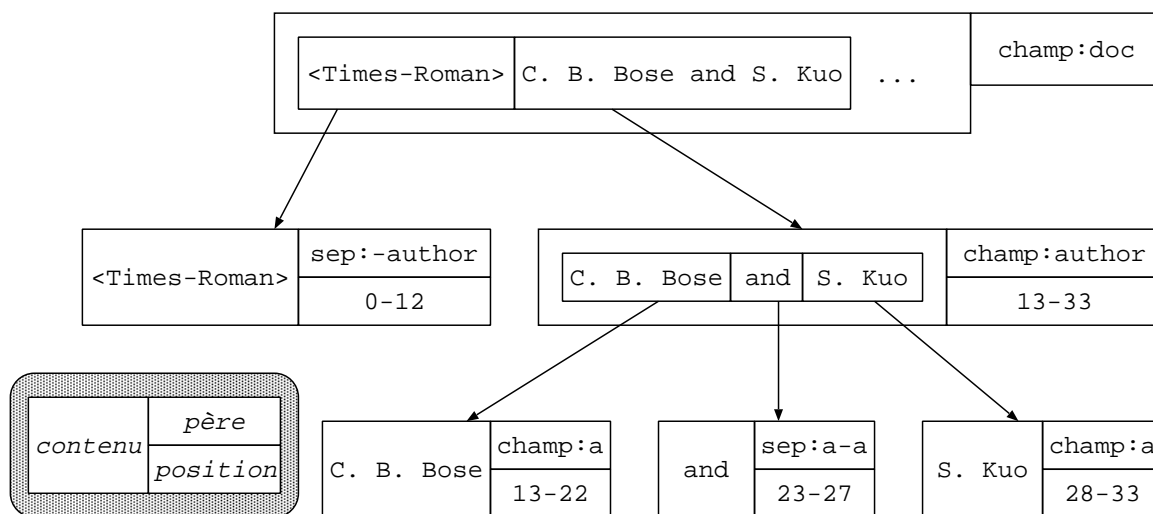 <Times-Roman> C. B. Bose and S. Kuo ... champ:doc
<Times-Roman> sep:-author 0-12
C. B. Bose and S. Kuo champ:author 13-33
contenu père position
C. B. Bose champ:a 13-22
and sep:a-a 23-27
S. Kuo champ:a 28-33